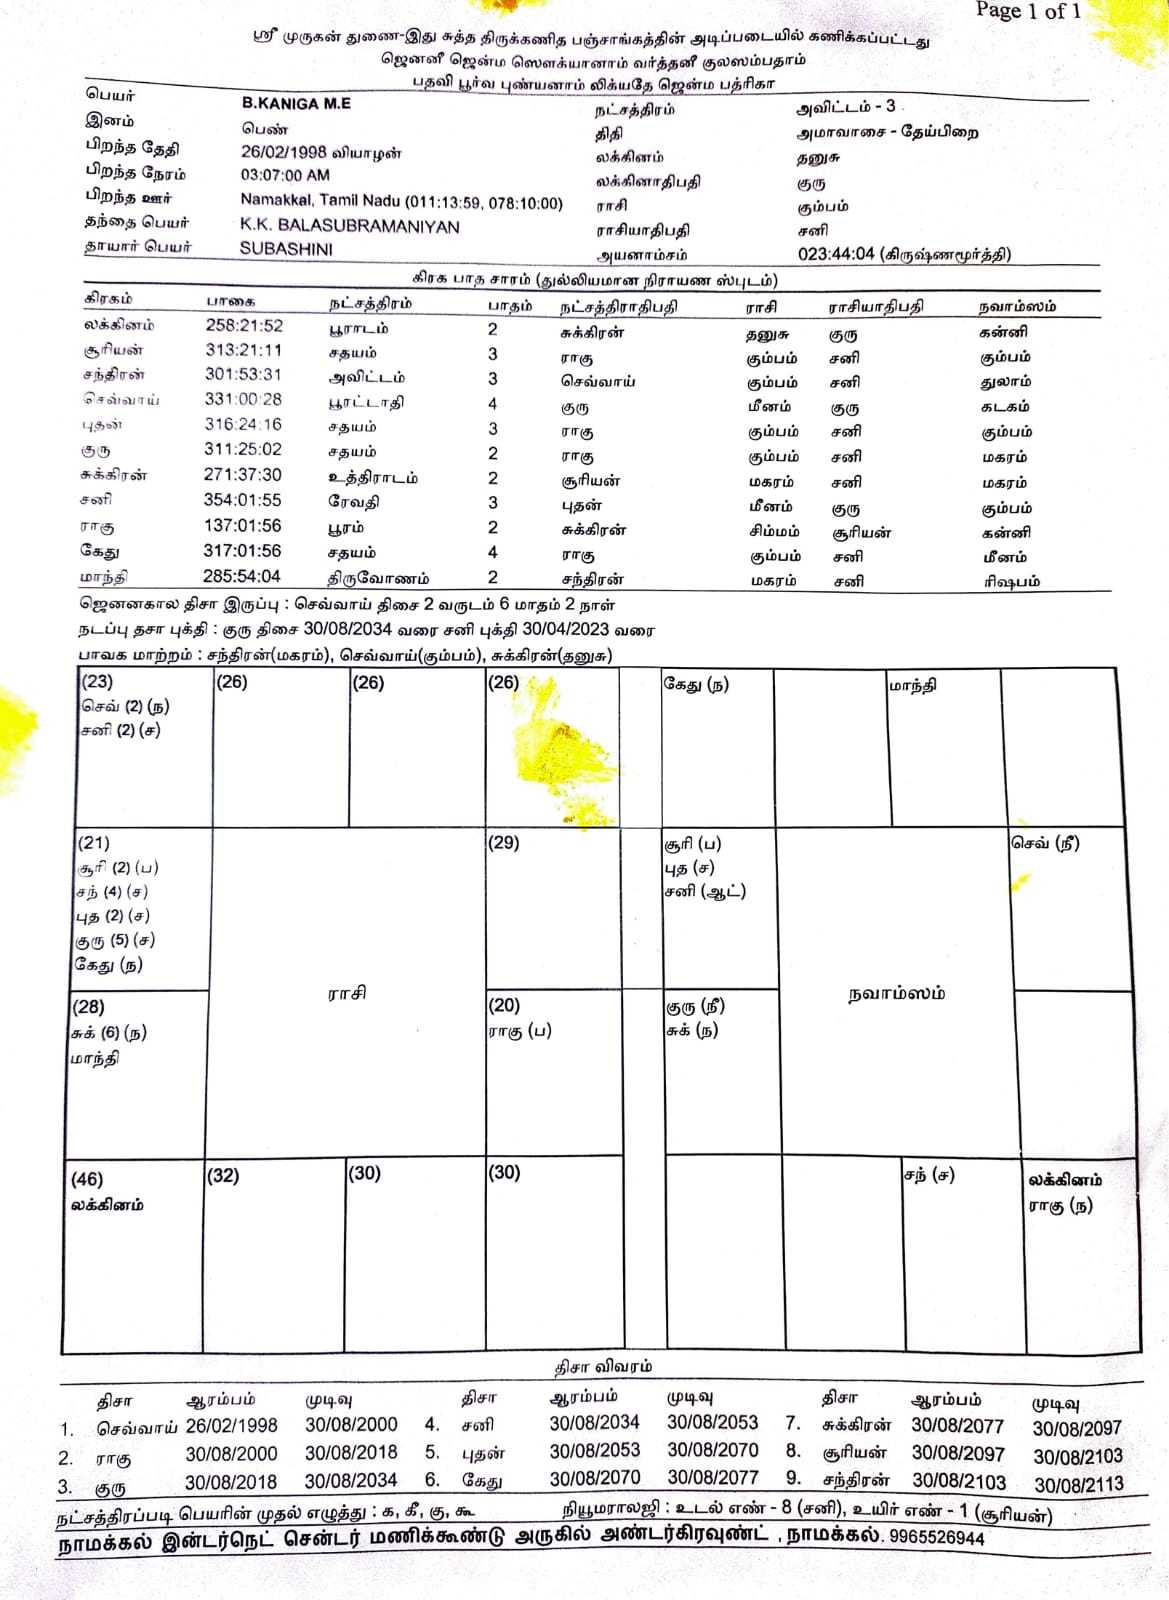 Page 1 of 1
ஸ்ரீ முருகன் துணை-இது சுத்த திருக்கணித பஞ்சாங்கத்தின் அடிப்படையில் கணிக்கப்பட்டது
ஜெனனீ ஜென்ம ஸௌக்யானாம் வர்த்தனீ குலஸம்பதாம்
பதவி பூர்வ புண்யனாம் லிக்யதே ஜென்ம பத்ரிகா
பெயர் B.KANIGA M.E நட்சத்திரம் அவிட்டம் - 3
இனம் பெண் திதி அமாவாசை - தேய்பிறை
பிறந்த தேதி 26/02/1998 வியாழன் லக்கினம் தனுசு
பிறந்த நேரம் 03:07:00 AM லக்கினாதிபதி குரு
பிறந்த ஊர் Namakkal, Tamil Nadu (011:13:59, 078:10:00) ராசி கும்பம்
தந்தை பெயர் K.K. BALASUBRAMANIYAN ராசியாதிபதி சனி
தாயார் பெயர் SUBASHINI அயனாம்சம் 023:44:04 (கிருஷ்ணமூர்த்தி)
கிரக பாத சாரம் (துல்லியமான நிராயண ஸ்புடம்)
கிரகம் பாகை நட்சத்திரம் பாதம் நட்சத்திராதிபதி ராசி ராசியாதிபதி நவாம்ஸம்
லக்கினம் 258:21:52 பூராடம் 2 சுக்கிரன் தனுசு குரு கன்னி
சூரியன் 313:21:11 சதயம் 3 ராகு கும்பம் சனி கும்பம்
சந்திரன் 301:53:31 அவிட்டம் 3 செவ்வாய் கும்பம் சனி துலாம்
செவ்வாய் 331:00:28 பூரட்டாதி 4 குரு மீனம் குரு கடகம்
புதன் 316:24:16 சதயம் 3 ராகு கும்பம் சனி கும்பம்
குரு 311:25:02 சதயம் 2 ராகு கும்பம் சனி மகரம்
சுக்கிரன் 271:37:30 உத்திராடம் 2 சூரியன் மகரம் சனி மகரம்
சனி 354:01:55 ரேவதி 3 புதன் மீனம் குரு கும்பம்
ராகு 137:01:56 பூரம் 2 சுக்கிரன் சிம்மம் சூரியன் கன்னி
கேது 317:01:56 சதயம் 4 ராகு கும்பம் சனி மீனம்
மாந்தி 285:54:04 திருவோணம் 2 சந்திரன் மகரம் சனி ரிஷபம்
ஜெனனகால திசா இருப்பு : செவ்வாய் திசை 2 வருடம் 6 மாதம் 2 நாள்
நடப்பு தசா புக்தி : குரு திசை 30/08/2034 வரை சனி புக்தி 30/04/2023 வரை
பாவக மாற்றம் : சந்திரன்(மகரம்), செவ்வாய்(கும்பம்), சுக்கிரன்(தனுசு)
(23) (26) (26) (26) கேது (ந) மாந்தி
செவ் (2) (ந)
சனி (2) (ச)
(21) (29) சூரி (ப) செவ் (நீ)
சூரி (2) (ப) புத (ச)
சந் (4) (ச) சனி (ஆட்)
புத (2) (ச)
குரு (5) (ச)
கேது (ந)
ராசி நவாம்ஸம்
(28) (20) குரு (நீ)
சுக் (6) (ந) ராகு (ப) சுக் (ந)
மாந்தி
(46) (32) (30) (30) சந் (ச) லக்கினம்
லக்கினம் ராகு (ந)
திசா விவரம்
திசா ஆரம்பம் முடிவு திசா ஆரம்பம் முடிவு திசா ஆரம்பம் முடிவு
1. செவ்வாய் 26/02/1998 30/08/2000 4. சனி 30/08/2034 30/08/2053 7. சுக்கிரன் 30/08/2077 30/08/2097
2. ராகு 30/08/2000 30/08/2018 5. புதன் 30/08/2053 30/08/2070 8. சூரியன் 30/08/2097 30/08/2103
3. குரு 30/08/2018 30/08/2034 6. கேது 30/08/2070 30/08/2077 9. சந்திரன் 30/08/2103 30/08/2113
நட்சத்திரப்படி பெயரின் முதல் எழுத்து : க, கீ, கு, கூ நியூமராலஜி : உடல் எண் - 8 (சனி), உயிர் எண் - 1 (சூரியன்)
நாமக்கல் இன்டர்நெட் சென்டர் மணிக்கூண்டு அருகில் அண்டர்கிரவுண்ட் , நாமக்கல். 9965526944